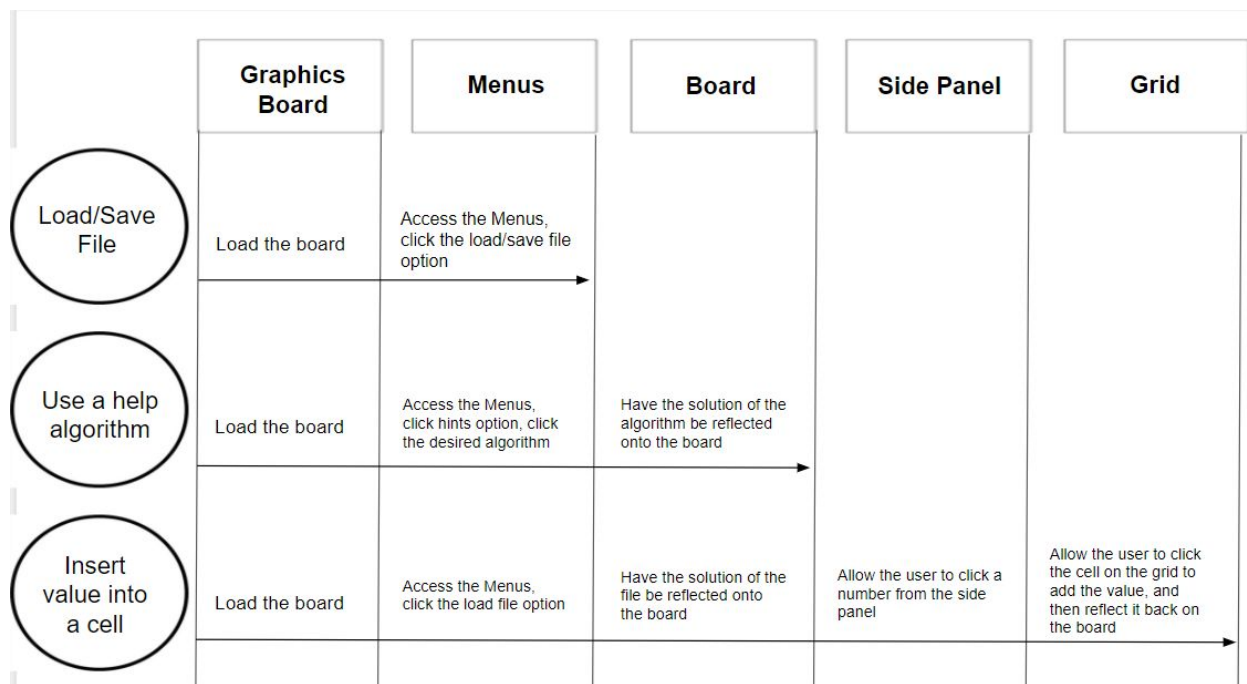 Graphics
Board
Menus
Board
Side Panel
Grid
Load/Save
File
Load the board
Access the Menus,
click the load/save file
option
Use a help
algorithm
Load the board
Access the Menus,
click hints option, click
the desired algorithm
Have the solution of the
algorithm be reflected
onto the board
Insert
value into
a cell
Load the board
Access the Menus,
click the load file option
Have the solution of the
file be reflected onto
the board
Allow the user to click a
number from the side
panel
Allow the user to click
the cell on the grid to
add the value, and
then reflect it back on
the board